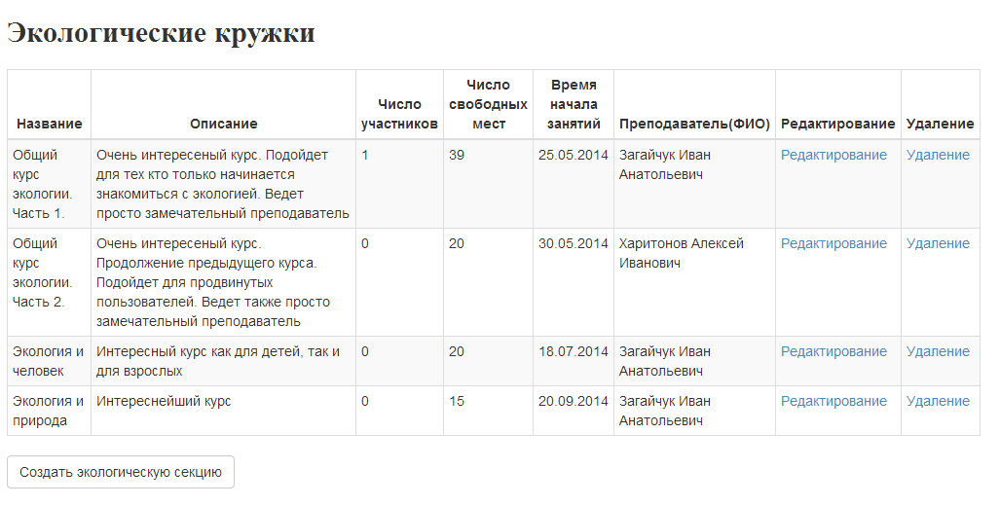 Экологические кружки
Название
Описание
Число
участников
Число
свободных
мест
Время
начала
занятий
Преподаватель(ФИО)
Редактирование
Удаление
Общий
курс
экологии.
Часть 1.
Очень интересеный курс. Подойдет
для тех кто только начинается
знакомиться с экологией. Ведет
просто замечательный преподаватель
1
39
25.05.2014
Загайчук Иван
Анатольевич
Редактирование
Удаление
Общий
курс
экологии.
Часть 2.
Очень интересеный курс.
Продолжение предыдущего курса.
Подойдет для продвинутых
пользователей. Ведет также просто
замечательный преподаватель
0
20
30.05.2014
Харитонов Алексей
Иванович
Редактирование
Удаление
Экология и
человек
Интересный курс как для детей, так и
для взрослых
0
20
18.07.2014
Загайчук Иван
Анатольевич
Редактирование
Удаление
Экология и
природа
Интереснейший курс
0
15
20.09.2014
Загайчук Иван
Анатольевич
Редактирование
Удаление
Создать экологическую секцию